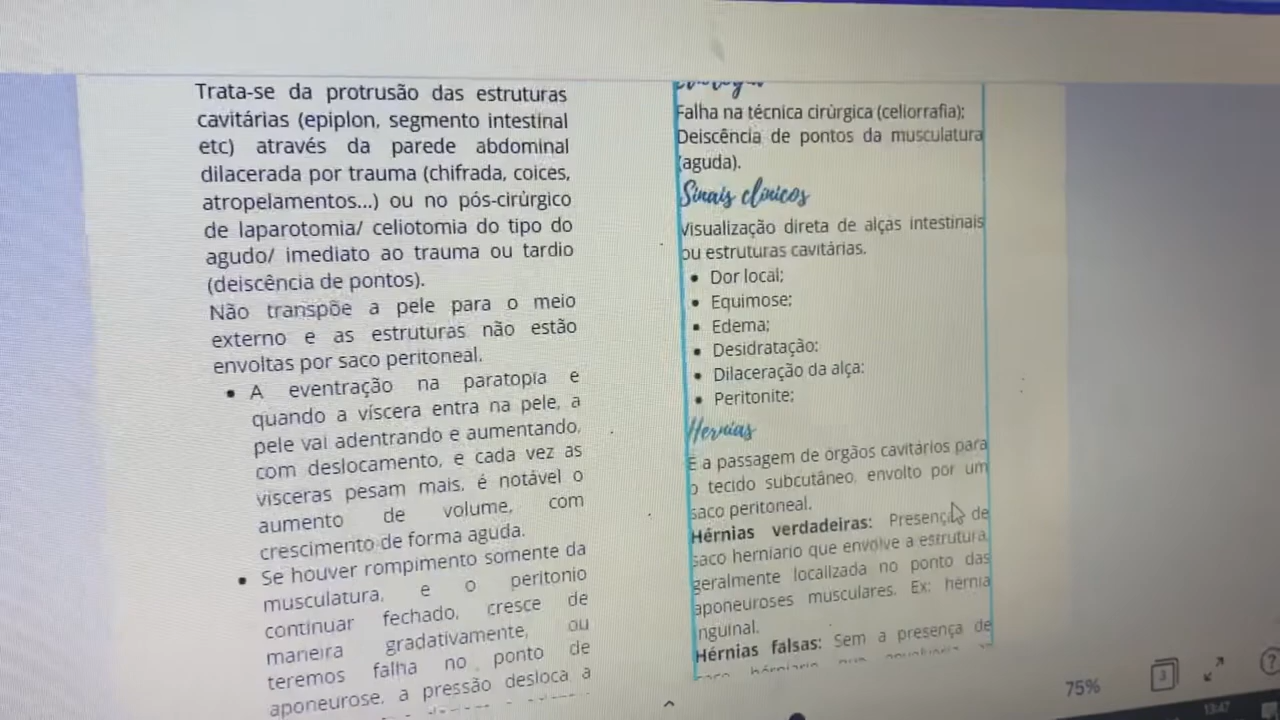 Trata-se da protrusão das estruturas
cavitárias (epiplon, segmento intestinal
etc) através da parede abdominal
dilacerada por trauma (chifrada, coices,
atropelamentos...) ou no pós-cirúrgico
de laparotomia/ celiotomia do tipo do
agudo/ imediato ao trauma ou tardio
(deiscência de pontos).
Não transpõe a pele para o meio
externo e as estruturas não estão
envoltas por saco peritoneal.
• A eventração na paratopia e
quando a víscera entra na pele, a
pele vai adentrando e aumentando,
com deslocamento, e cada vez as
vísceras pesam mais, é notável o
aumento de volume, com
crescimento de forma aguda.
• Se houver rompimento somente da
musculatura, e o peritonio
continuar fechado, cresce de
maneira gradativamente, ou
teremos falha no ponto de
aponeurose, a pressão desloca a
Falha na técnica cirúrgica (celiorrafia);
Deiscência de pontos da musculatura
(aguda).
Sinais clínicos
Visualização direta de alças intestinais
ou estruturas cavitárias.
• Dor local;
• Equimose;
• Edema;
• Desidratação;
• Dilaceração da alça;
• Peritonite;
Hernias
É a passagem de órgãos cavitários para
o tecido subcutâneo, envolto por um
saco peritoneal.
Hérnias verdadeiras: Presença de
saco herniario que envolve a estrutura,
geralmente localizada no ponto das
aponeuroses musculares. Ex: hérnia
inguinal.
Hérnias falsas: Sem a presença de
75%
3
?
13:47